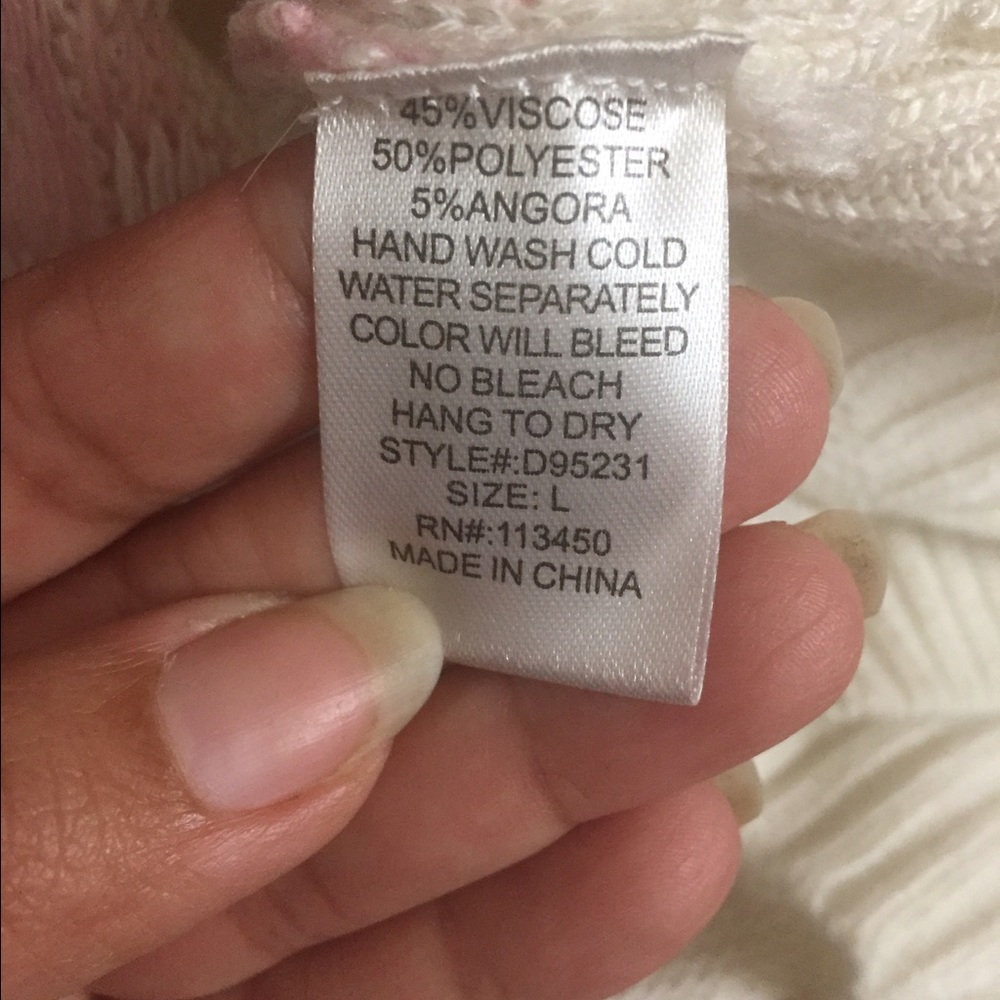 45%VISCOSE
50%POLYESTER
5%ANGORA
HAND WASH COLD
WATER SEPARATELY
COLOR WILL BLEED
NO BLEACH
HANG TO DRY
STYLE#:D95231
SIZE: L
RN#:113450
MADE IN CHINA